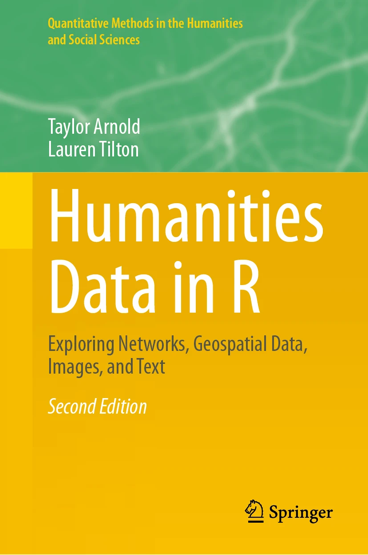 Quantitative Methods in the Humanities
and Social Sciences
Taylor Arnold
Lauren Tilton
Humanities
Data in R
Exploring Networks, Geospatial Data,
Images, and Text
Second Edition
Springer